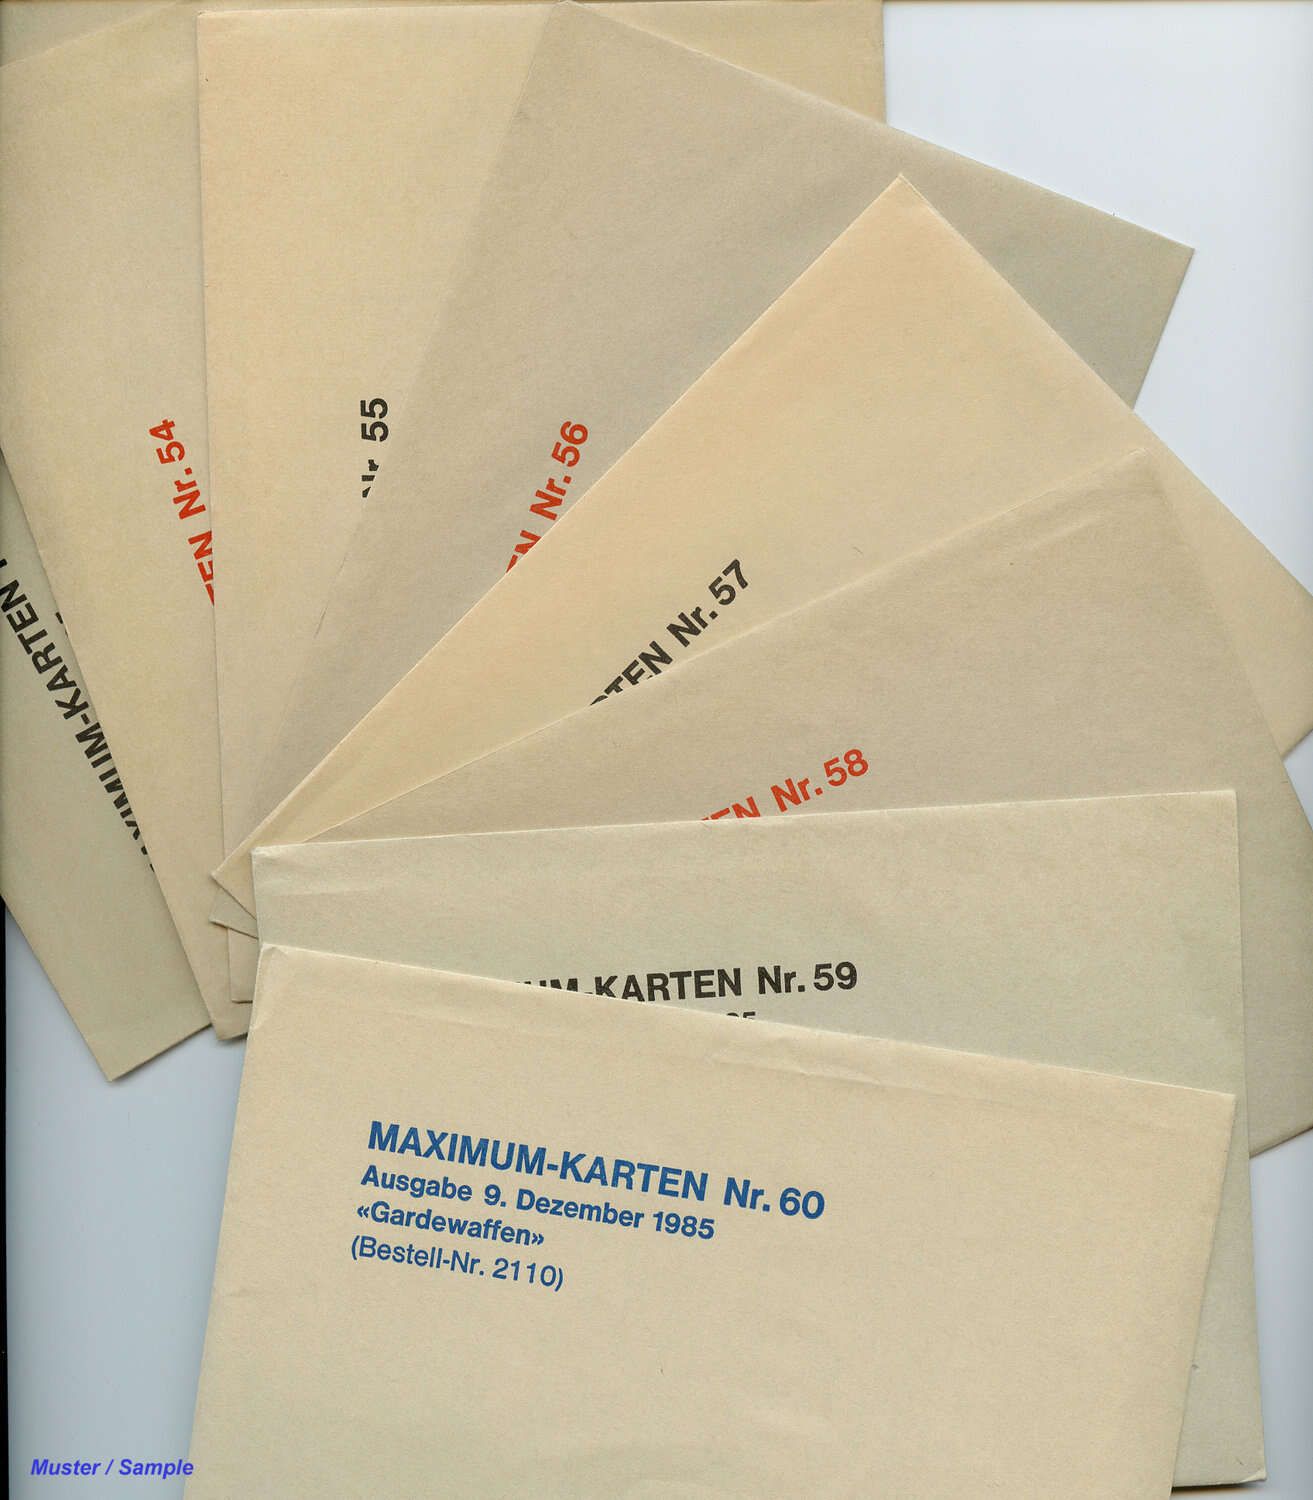 MAXIMUM-KARTEN
Nr. 54
Nr. 55
Nr. 56
Nr. 57
Nr. 58
-KARTEN Nr. 59
MAXIMUM-KARTEN Nr. 60
Ausgabe 9. Dezember 1985
«Gardewaffen»
(Bestell-Nr. 2110)
Muster / Sample